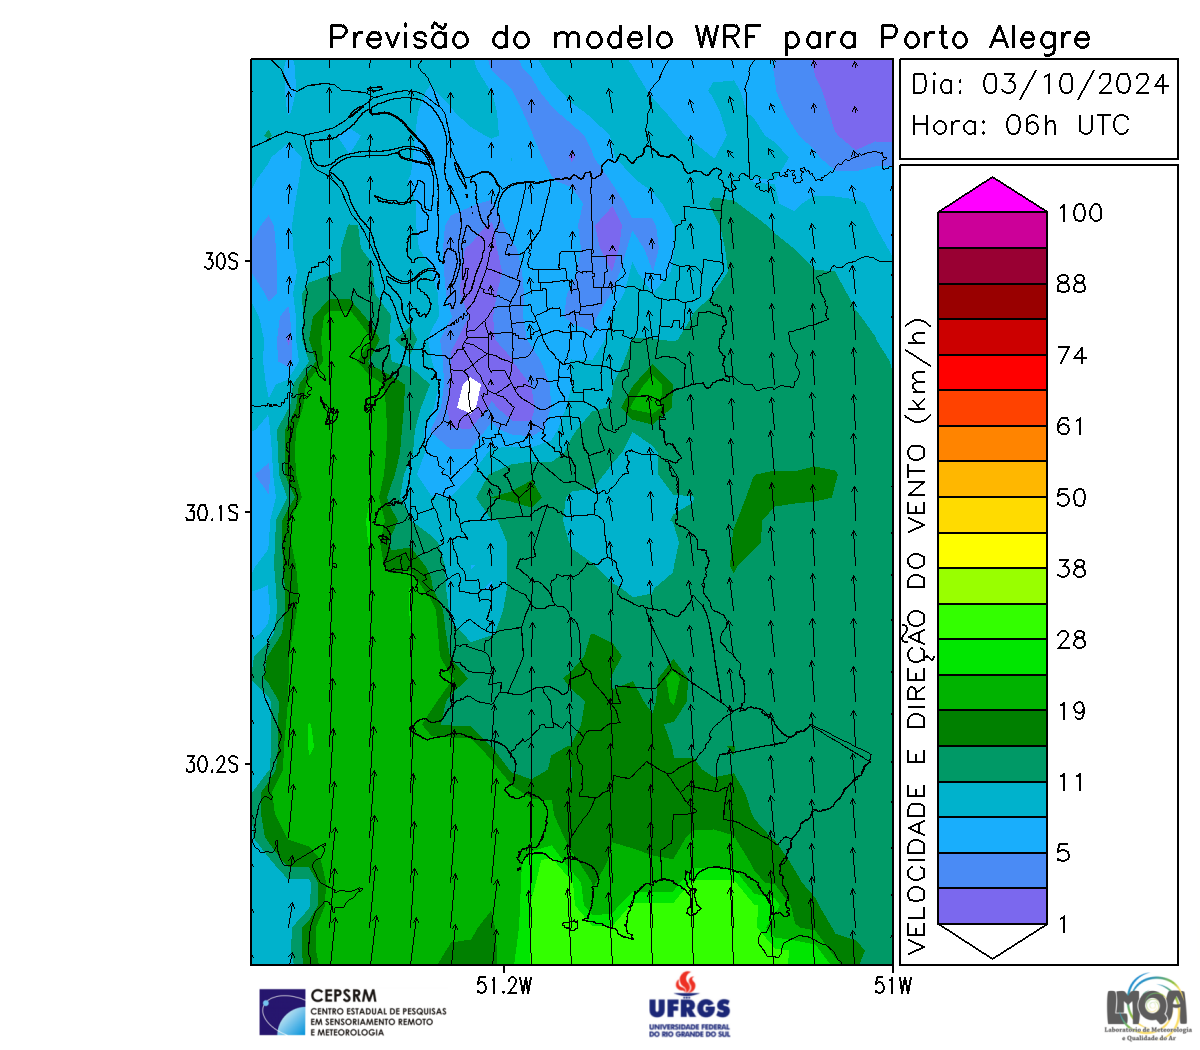 Previsão do modelo WRF para Porto Alegre
Dia: 03/10/2024
Hora: 06h UTC
30S
30.1S
30.2S
51.2W
51W
VELOCIDADE E DIREÇÃO DO VENTO (km/h)
100
88
74
61
50
38
28
19
11
5
1
CEPSRM
CENTRO ESTADUAL DE PESQUISAS
EM SENSORIAMENTO REMOTO
E METEOROLOGIA
UFRGS
UNIVERSIDADE FEDERAL
DO RIO GRANDE DO SUL
LMQA
Laboratório de Meteorologia
e Qualidade do Ar